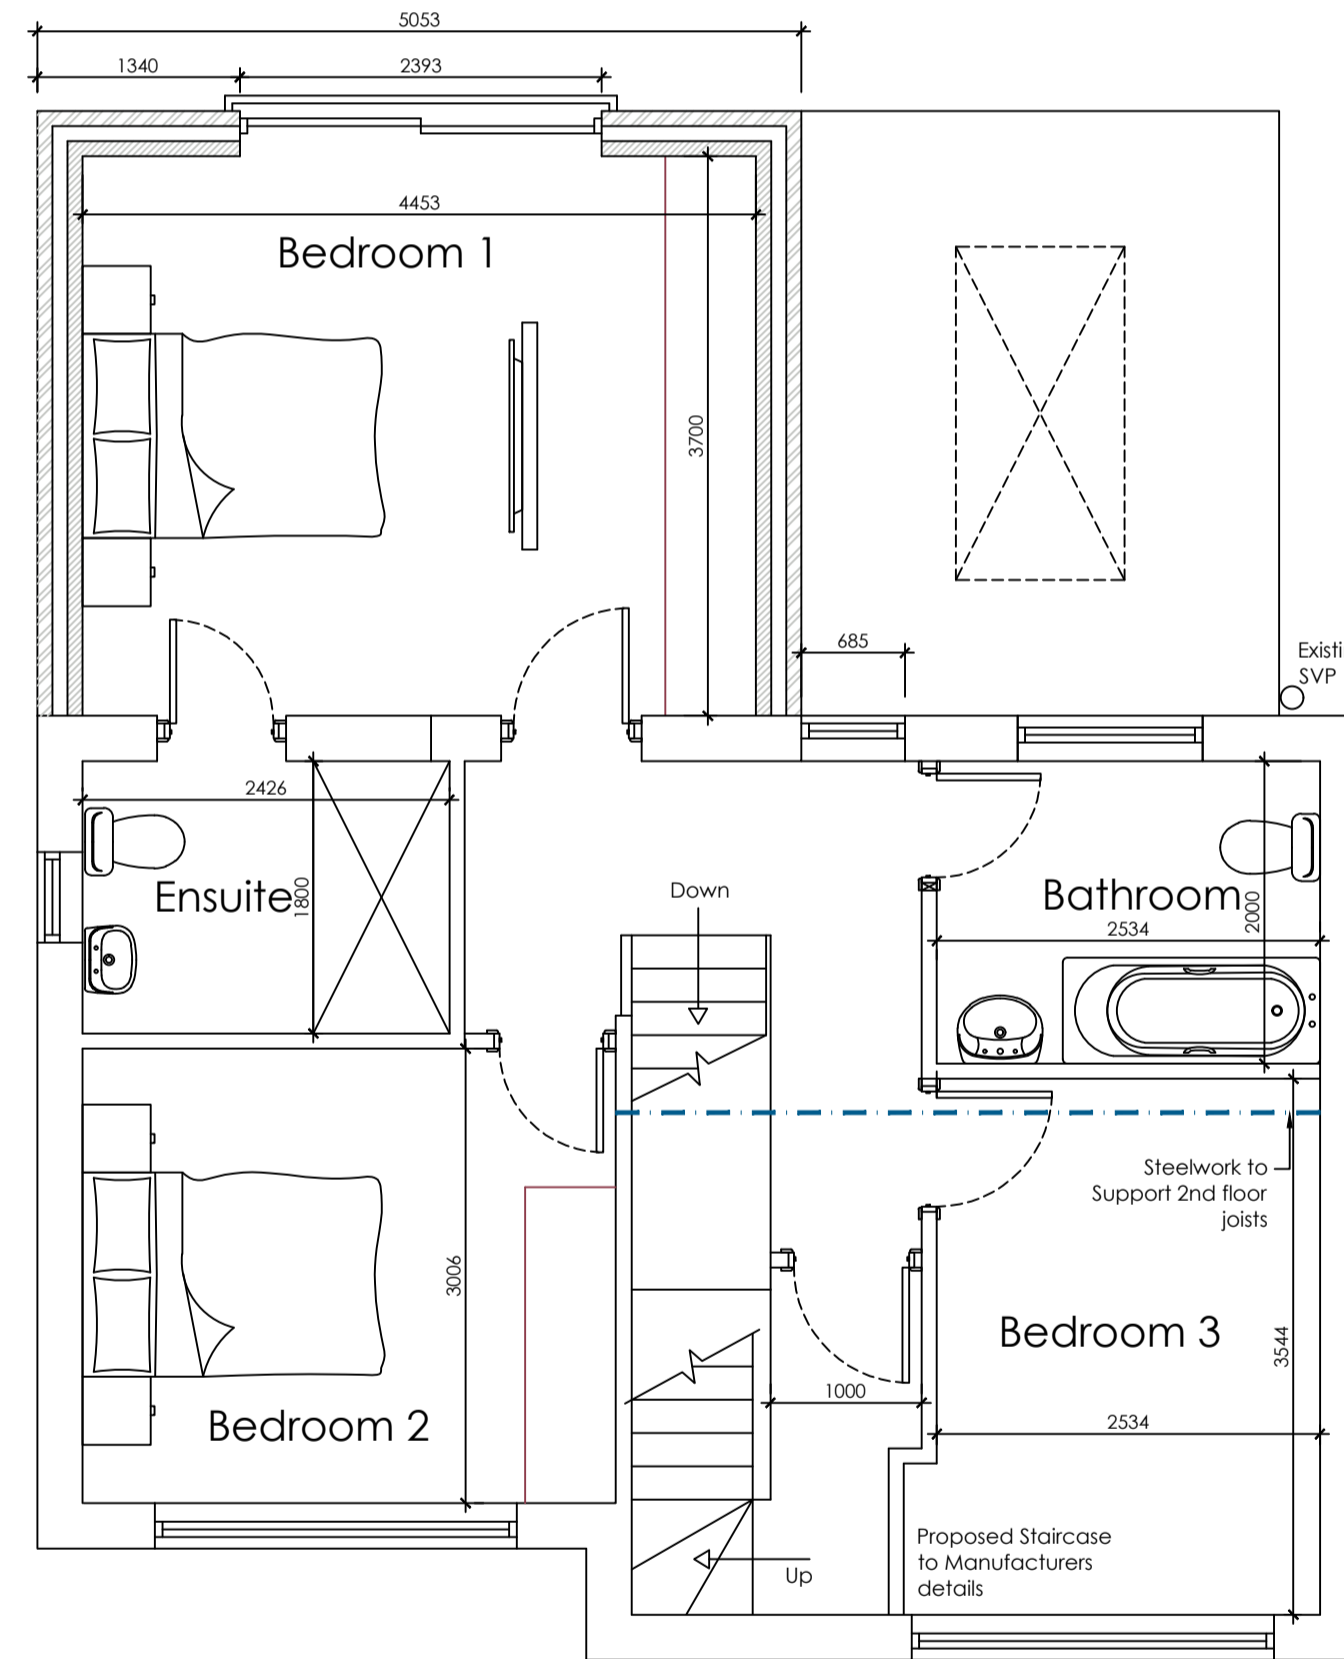 5053
1340
2393
4453
Bedroom 1
3700
685
Existi
SVP
2426
Ensuite
1800
Down
Bathroom
2000
2534
Steelwork to
Support 2nd floor
joists
3006
Bedroom 3
3544
1000
2534
Bedroom 2
Proposed Staircase
to Manufacturers
details
Up